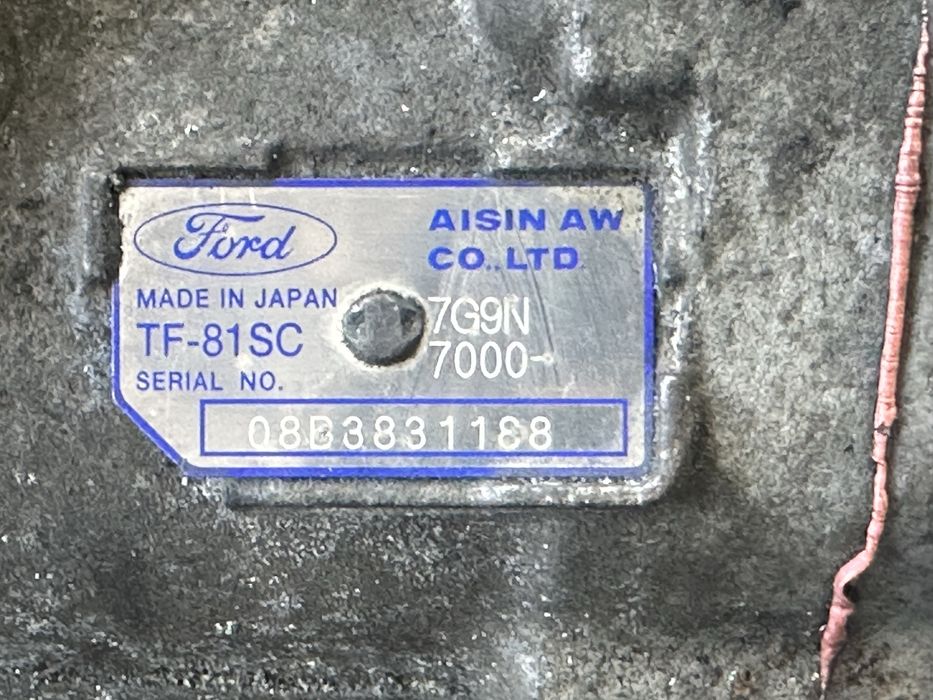 Ford
AISIN AW
CO., LTD.
MADE IN JAPAN
TF-81SC
7G9N
7000-
SERIAL NO.
08B3831188